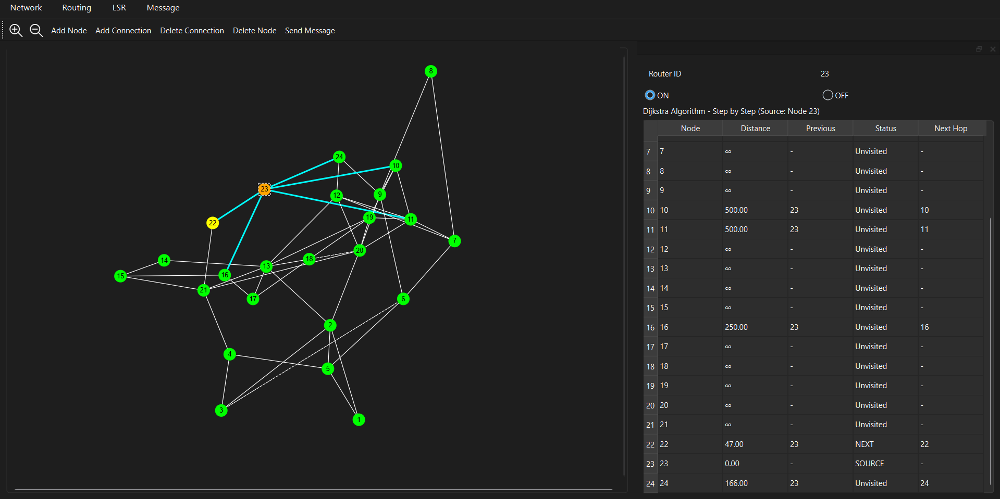 Network Routing LSR Message
Add Node Add Connection Delete Connection Delete Node Send Message
8
24
10
23
12
9
19
11
22
7
20
14
18
13
15
16
21
17
6
2
4
5
3
1
Router ID 23
ON OFF
Dijkstra Algorithm - Step by Step (Source: Node 23)
Node Distance Previous Status Next Hop
7 7 ∞ - Unvisited -
8 8 ∞ - Unvisited -
9 9 ∞ - Unvisited -
10 10 500.00 23 Unvisited 10
11 11 500.00 23 Unvisited 11
12 12 ∞ - Unvisited -
13 13 ∞ - Unvisited -
14 14 ∞ - Unvisited -
15 15 ∞ - Unvisited -
16 16 250.00 23 Unvisited 16
17 17 ∞ - Unvisited -
18 18 ∞ - Unvisited -
19 19 ∞ - Unvisited -
20 20 ∞ - Unvisited -
21 21 ∞ - Unvisited -
22 22 47.00 23 NEXT 22
23 23 0.00 - SOURCE -
24 24 166.00 23 Unvisited 24